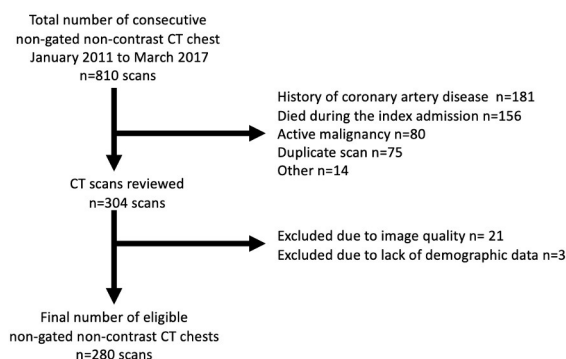 Total number of consecutive
non-gated non-contrast CT chest
January 2011 to March 2017
n=810 scans
History of coronary artery disease n=181
Died during the index admission n=156
Active malignancy n=80
Duplicate scan n=75
Other n=14
CT scans reviewed
n=304 scans
Excluded due to image quality n= 21
Excluded due to lack of demographic data n=3
Final number of eligible
non-gated non-contrast CT chests
n=280 scans